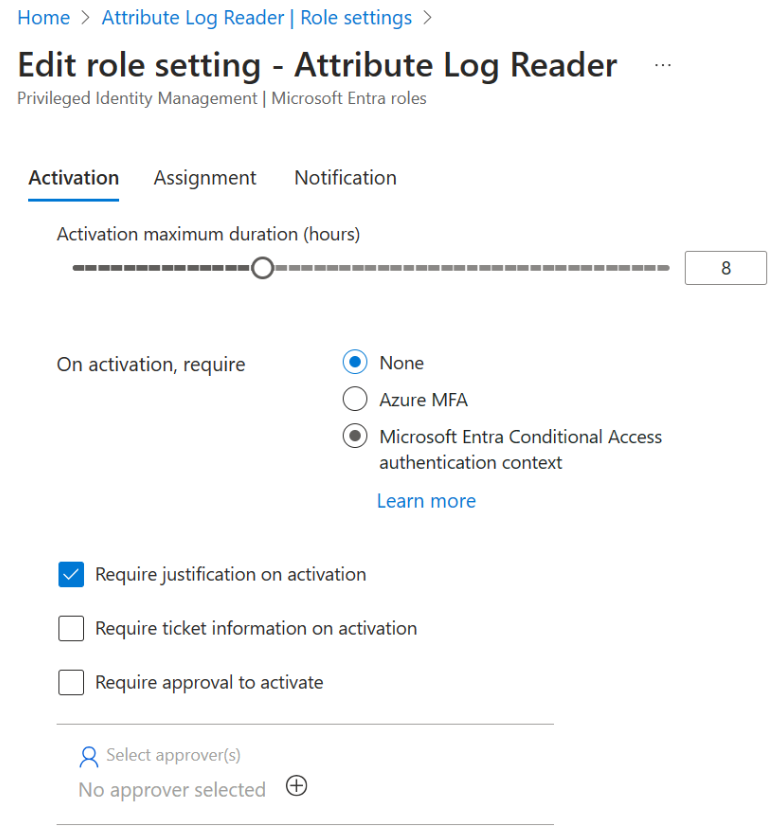 Home > Attribute Log Reader | Role settings >
Edit role setting - Attribute Log Reader ...
Privileged Identity Management | Microsoft Entra roles
Activation Assignment Notification
Activation maximum duration (hours)
8
On activation, require
None
Azure MFA
Microsoft Entra Conditional Access
authentication context
Learn more
Require justification on activation
Require ticket information on activation
Require approval to activate
Select approver(s)
No approver selected